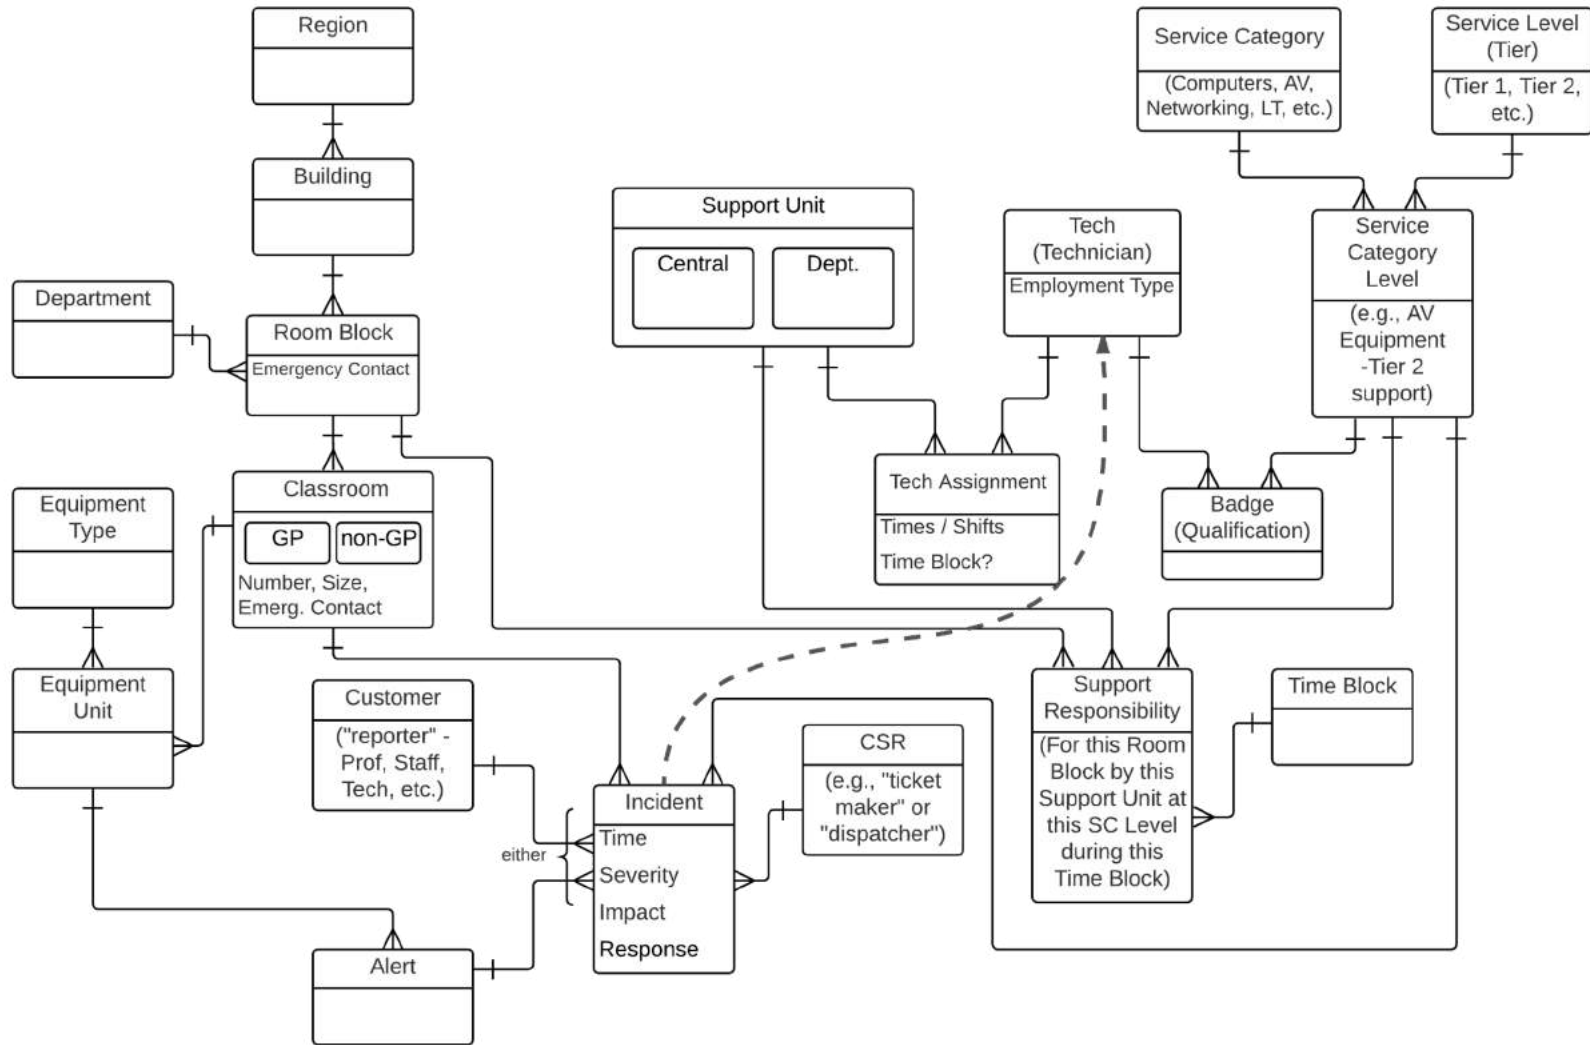 Region
Building
Department
Room Block
Emergency Contact
Classroom
GP
non-GP
Number, Size,
Emerg. Contact
Equipment
Type
Equipment
Unit
Customer
("reporter" -
Prof, Staff,
Tech, etc.)
Alert
either
Incident
Time
Severity
Impact
Response
CSR
(e.g., "ticket
maker" or
"dispatcher")
Support Unit
Central
Dept.
Tech
(Technician)
Employment Type
Tech Assignment
Times / Shifts
Time Block?
Badge
(Qualification)
Service Category
(Computers, AV,
Networking, LT, etc.)
Service Level
(Tier)
(Tier 1, Tier 2,
etc.)
Service
Category
Level
(e.g., AV
Equipment
-Tier 2
support)
Support
Responsibility
(For this Room
Block by this
Support Unit at
this SC Level
during this
Time Block)
Time Block